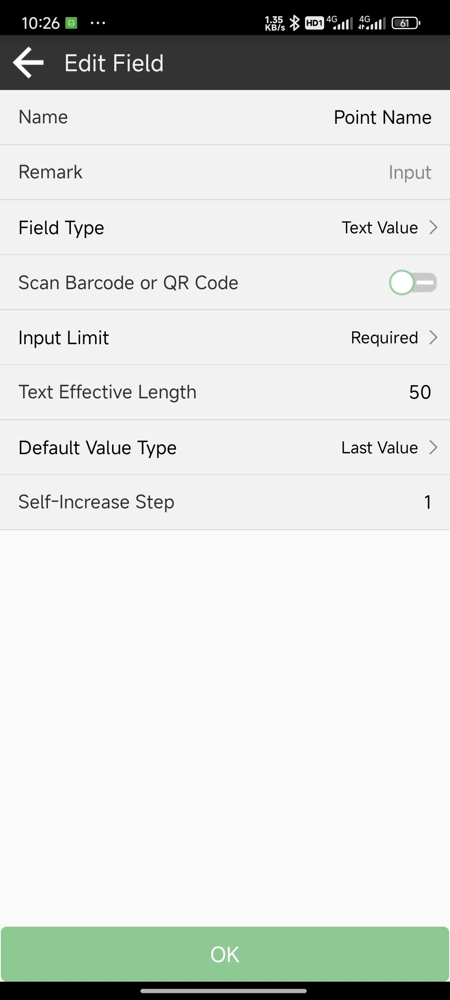 10:26 ... 1.35 KB/s HD1 4G 4G 61
Edit Field
Name Point Name
Remark Input
Field Type Text Value
Scan Barcode or QR Code
Input Limit Required
Text Effective Length 50
Default Value Type Last Value
Self-Increase Step 1
OK